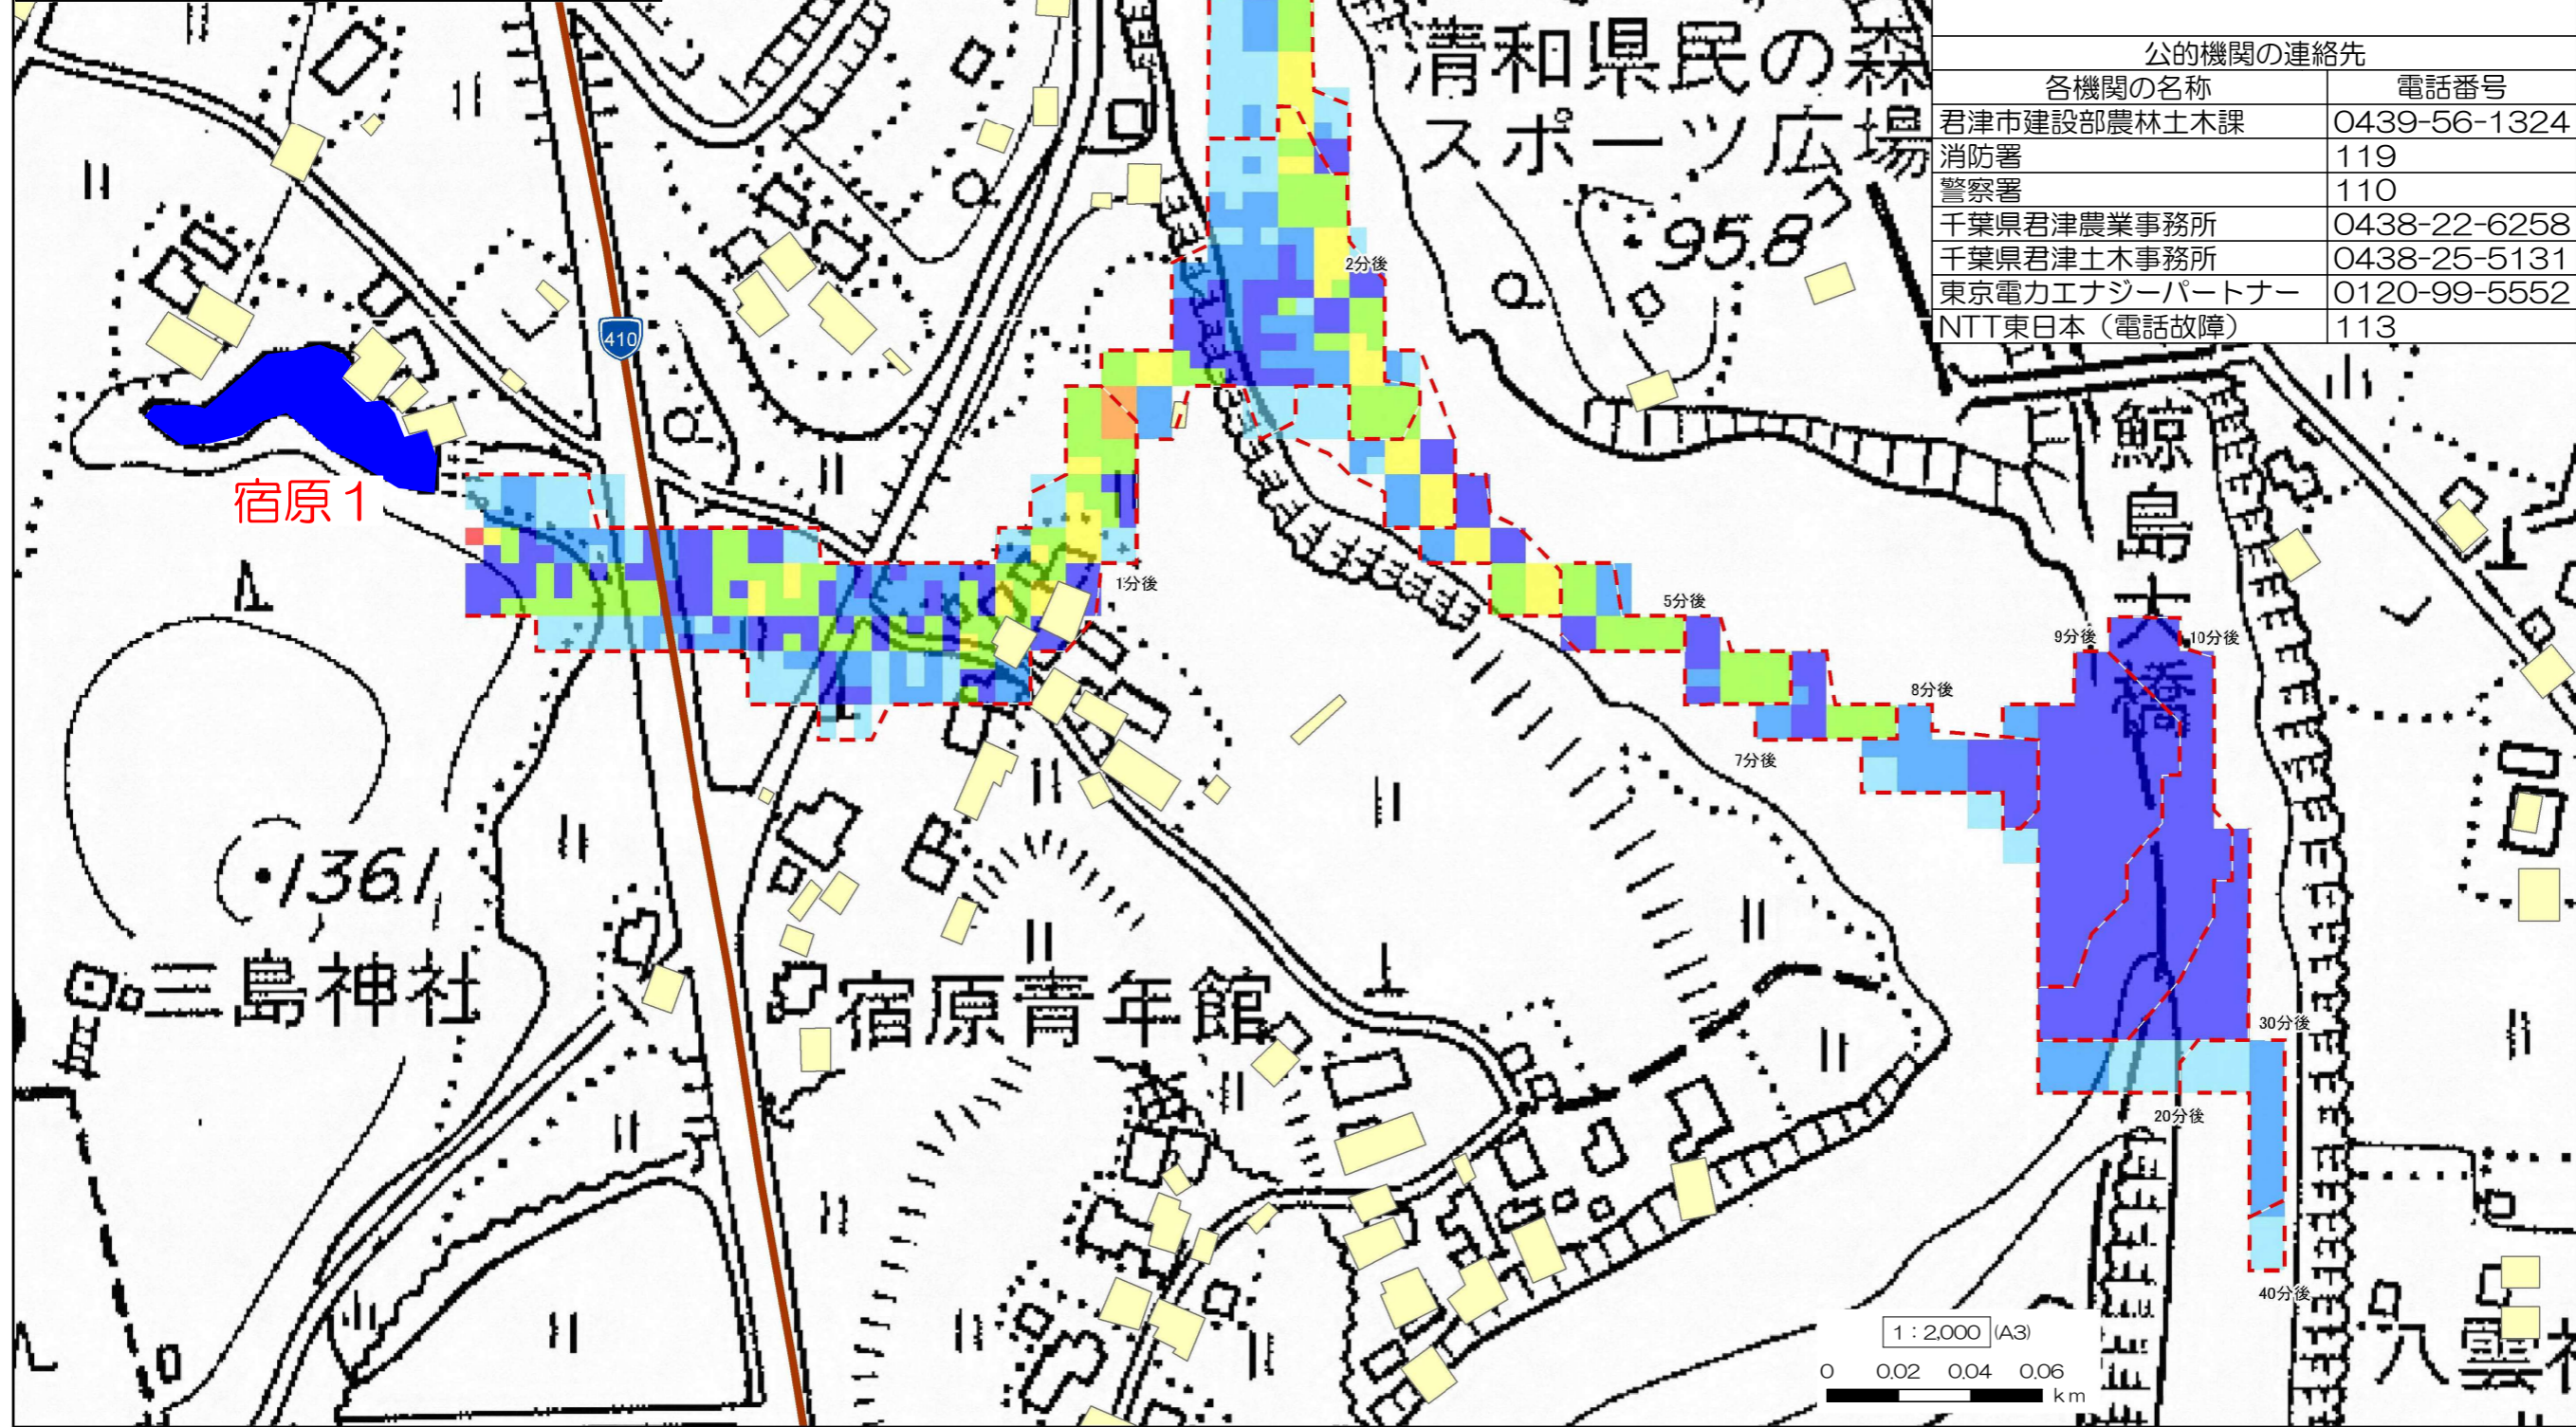 清和県民の森
スポーツ広場
公的機関の連絡先
各機関の名称 電話番号
君津市建設部農林土木課 0439-56-1324
消防署 119
警察署 110
千葉県君津農業事務所 0438-22-6258
千葉県君津土木事務所 0438-25-5131
東京電力エナジーパートナー 0120-99-5552
NTT東日本（電話故障） 113
95.8
2分後
410
鯨島大橋
宿原１
1分後
5分後
9分後
10分後
8分後
7分後
136.1
三島神社
宿原青年館
30分後
20分後
40分後
八雲神
1：2,000 (A3)
0 0.02 0.04 0.06
km